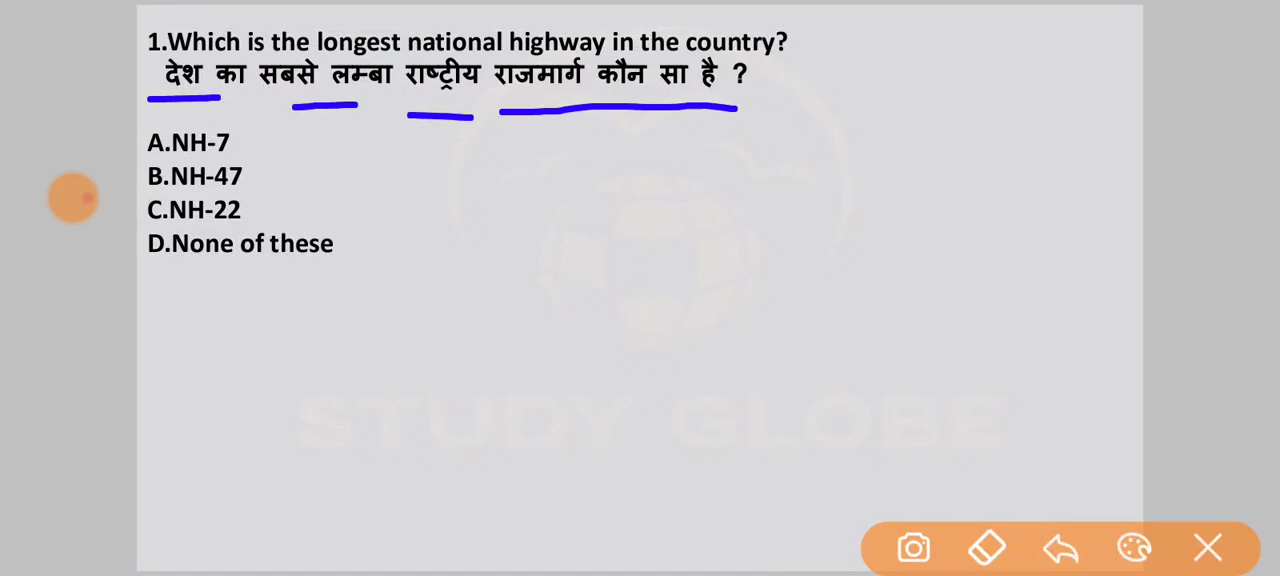 1.Which is the longest national highway in the country?
देश का सबसे लम्बा राष्ट्रीय राजमार्ग कौन सा है ?
A.NH-7
B.NH-47
C.NH-22
D.None of these
STUDY GLOBE